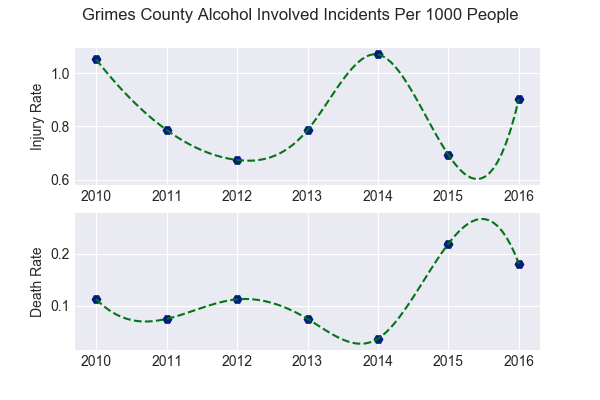 Grimes County Alcohol Involved Incidents Per 1000 People
Injury Rate
1.0
0.8
0.6
2010 2011 2012 2013 2014 2015 2016
Death Rate
0.2
0.1
2010 2011 2012 2013 2014 2015 2016